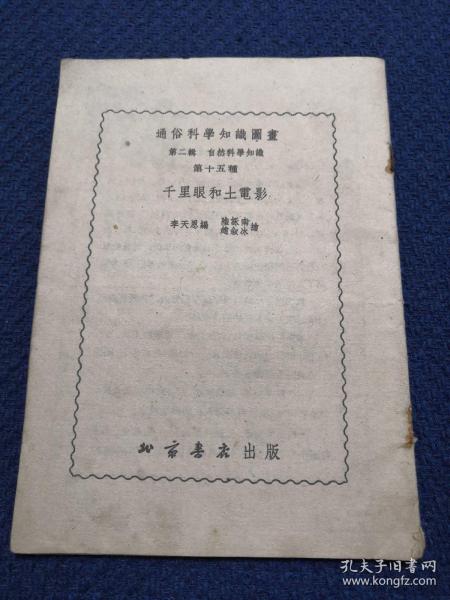 通俗科學知識圖畫
第二輯 自然科學知識
第十五種
千里眼和土電影
李天恩編 繪
北京書店出版
孔夫子旧书网
www.kongfz.com